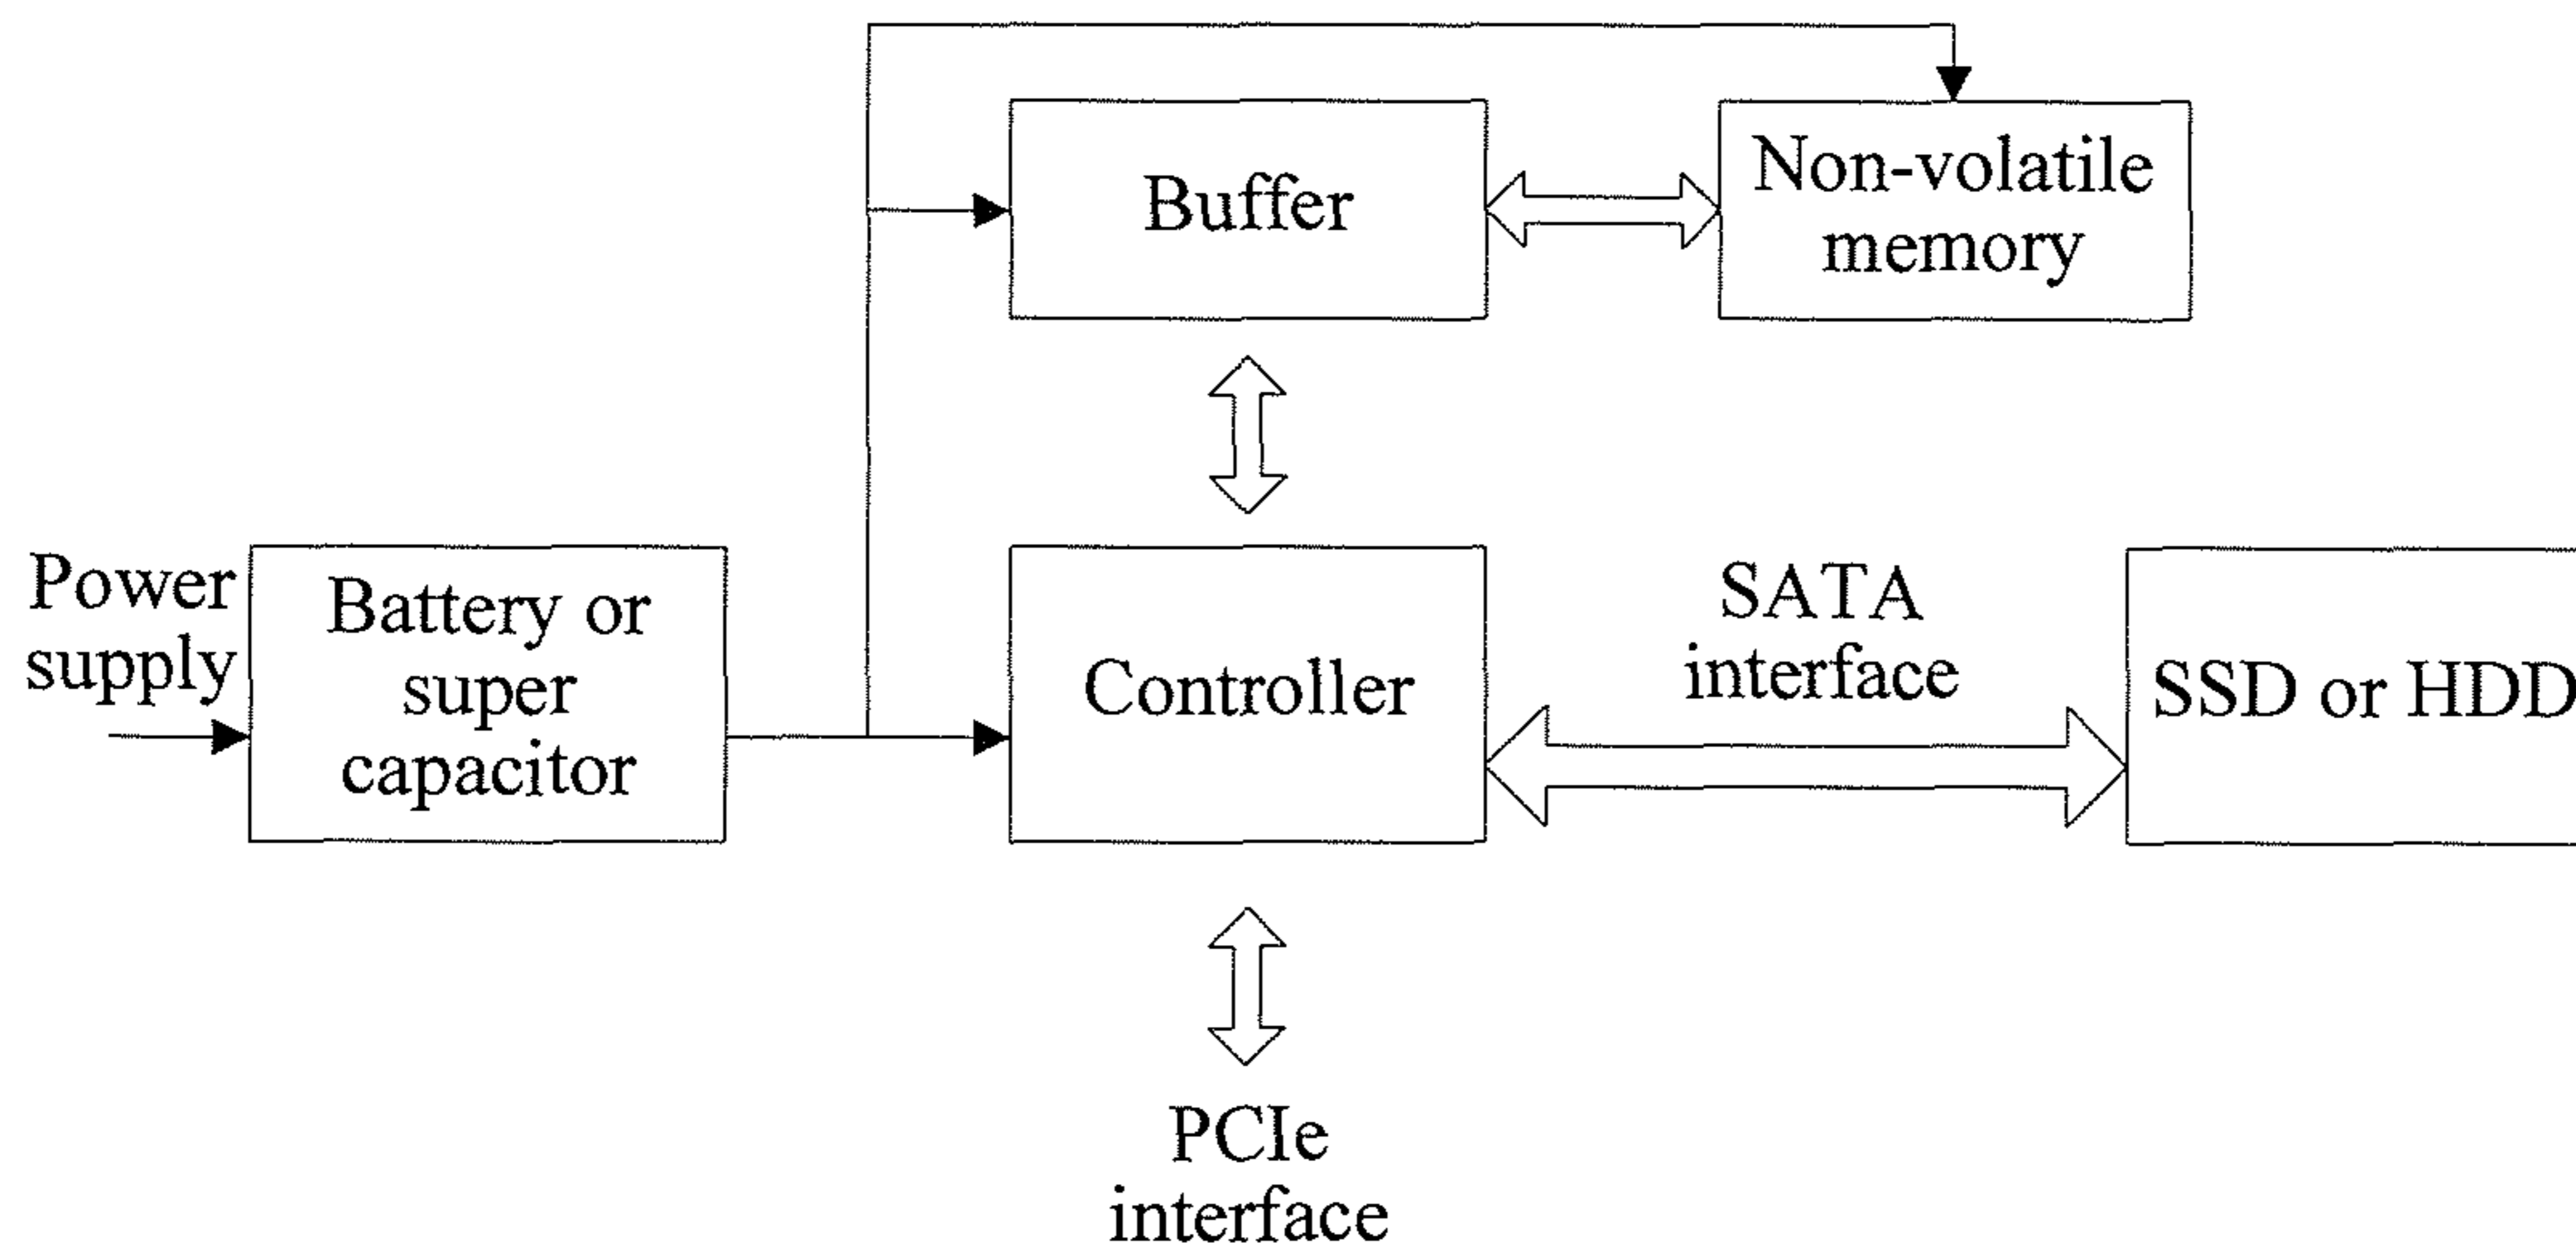 Buffer
Non-volatile
memory
Power
supply
Battery or
super
capacitor
Controller
SATA
interface
SSD or HDD
PCIe
interface